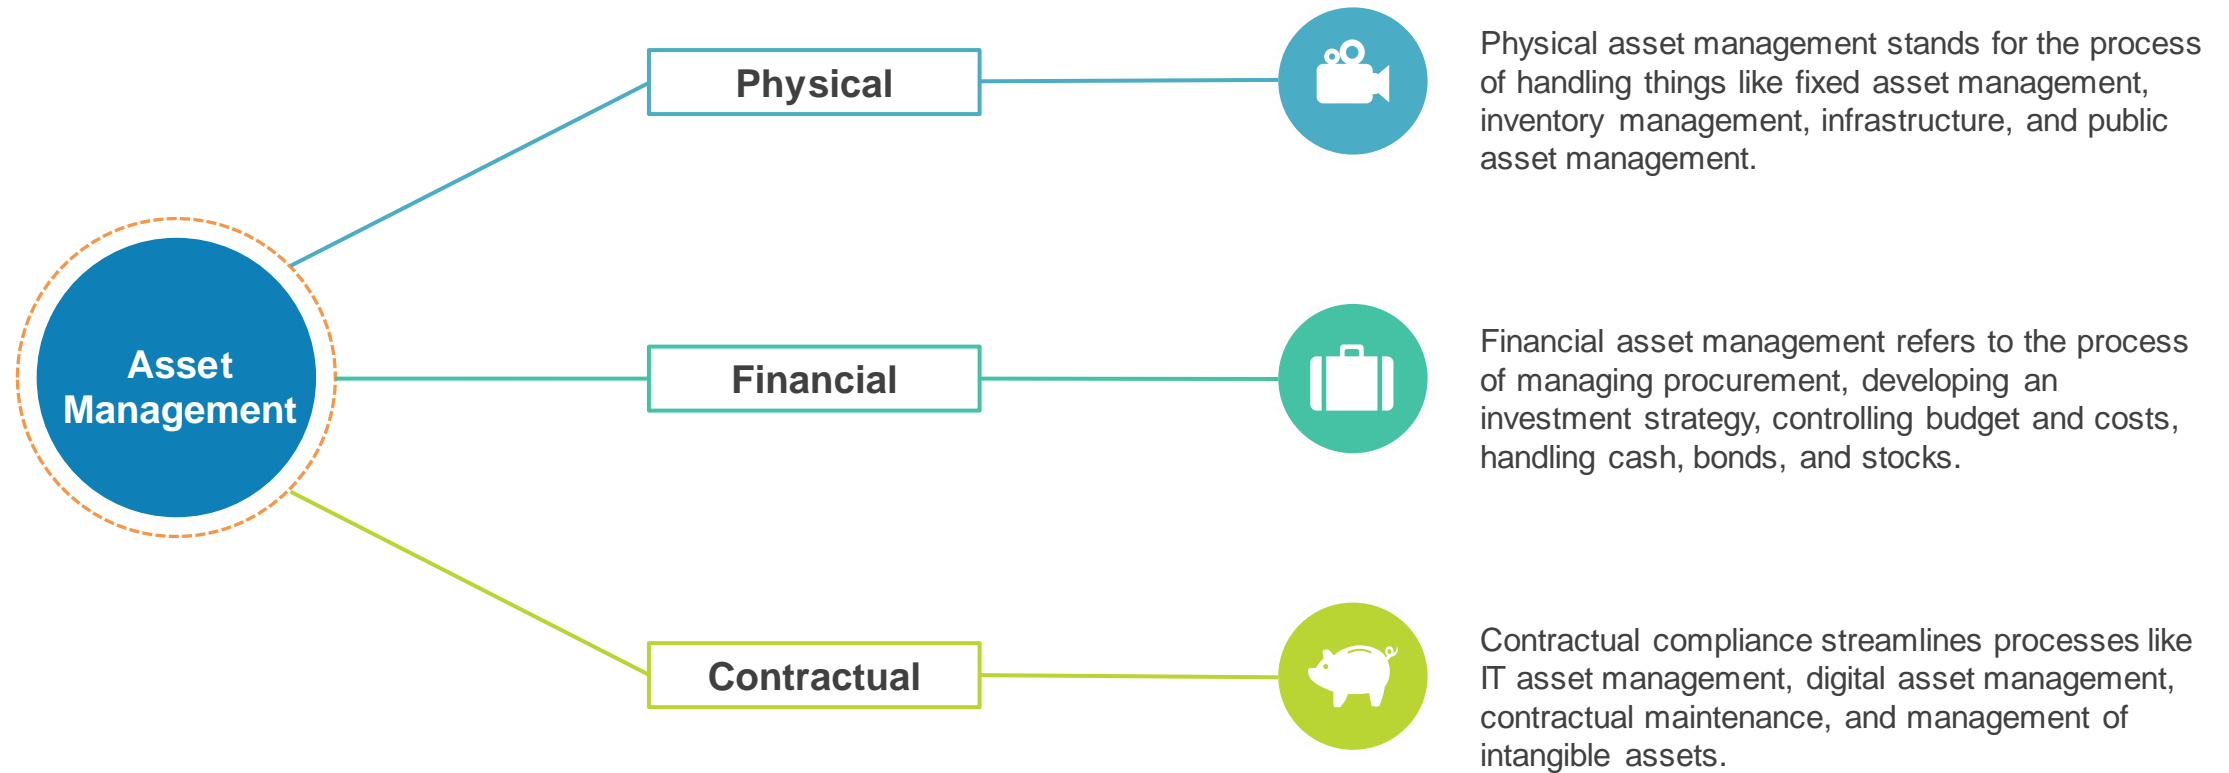 Physical
Physical asset management stands for the process
of handling things like fixed asset management,
inventory management, infrastructure, and public
asset management.
Asset
Management
Financial
Financial asset management refers to the process
of managing procurement, developing an
investment strategy, controlling budget and costs,
handling cash, bonds, and stocks.
Contractual
Contractual compliance streamlines processes like
IT asset management, digital asset management,
contractual maintenance, and management of
intangible assets.